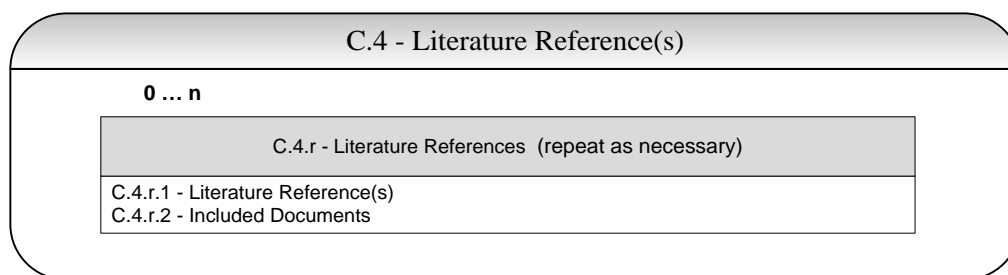 C.4 - Literature Reference(s)
0 … n
C.4.r - Literature References (repeat as necessary)
C.4.r.1 - Literature Reference(s)
C.4.r.2 - Included Documents